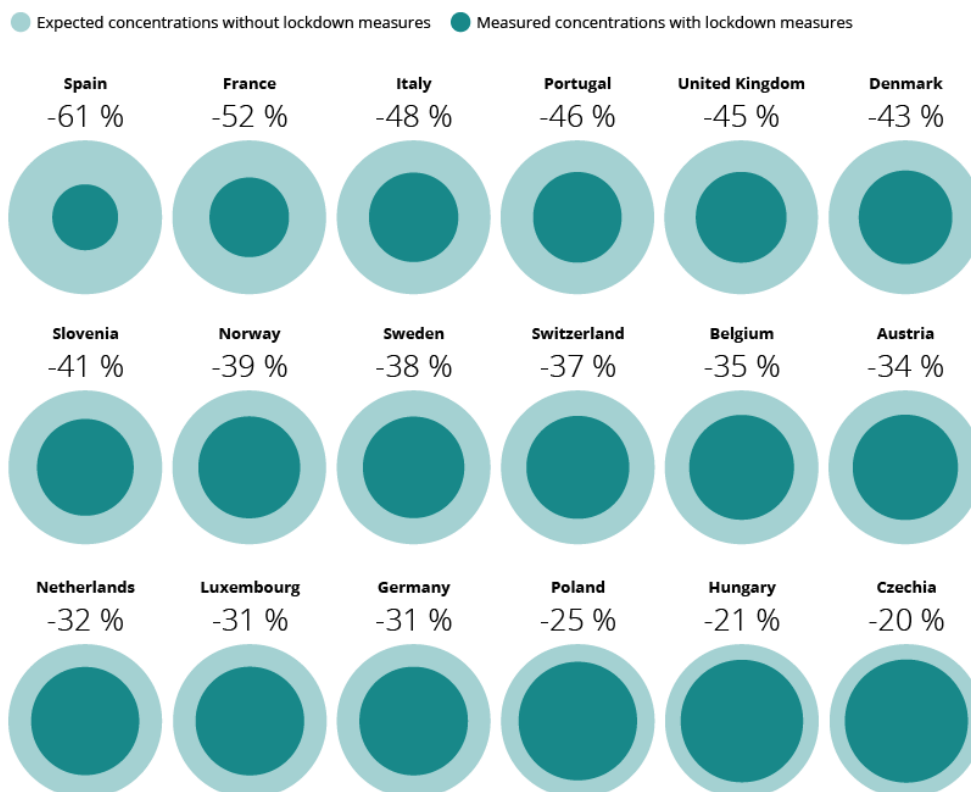 Expected concentrations without lockdown measures Measured concentrations with lockdown measures
Spain France Italy Portugal United Kingdom Denmark
-61 % -52 % -48 % -46 % -45 % -43 %
Slovenia Norway Sweden Switzerland Belgium Austria
-41 % -39 % -38 % -37 % -35 % -34 %
Netherlands Luxembourg Germany Poland Hungary Czechia
-32 % -31 % -31 % -25 % -21 % -20 %